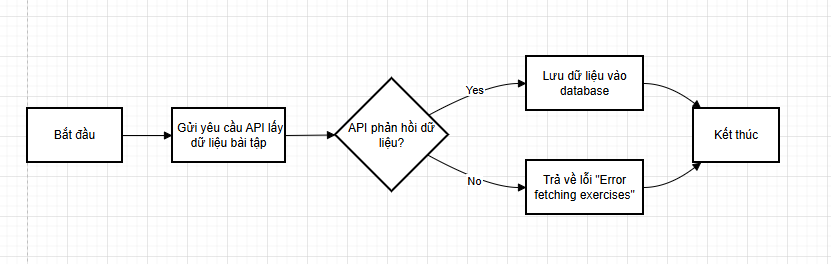 Bắt đầu
Gửi yêu cầu API lấy
dữ liệu bài tập
API phản hồi dữ
liệu?
Yes
Lưu dữ liệu vào
database
No
Trả về lỗi "Error
fetching exercises"
Kết thúc